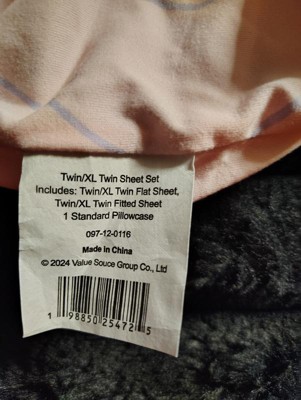 Twin/XL Twin Sheet Set
Includes: Twin/XL Twin Flat Sheet,
Twin/XL Twin Fitted Sheet
1 Standard Pillowcase
097-12-0116
Made in China
© 2024 Value Souce Group Co., Ltd
1 98850 25472 5